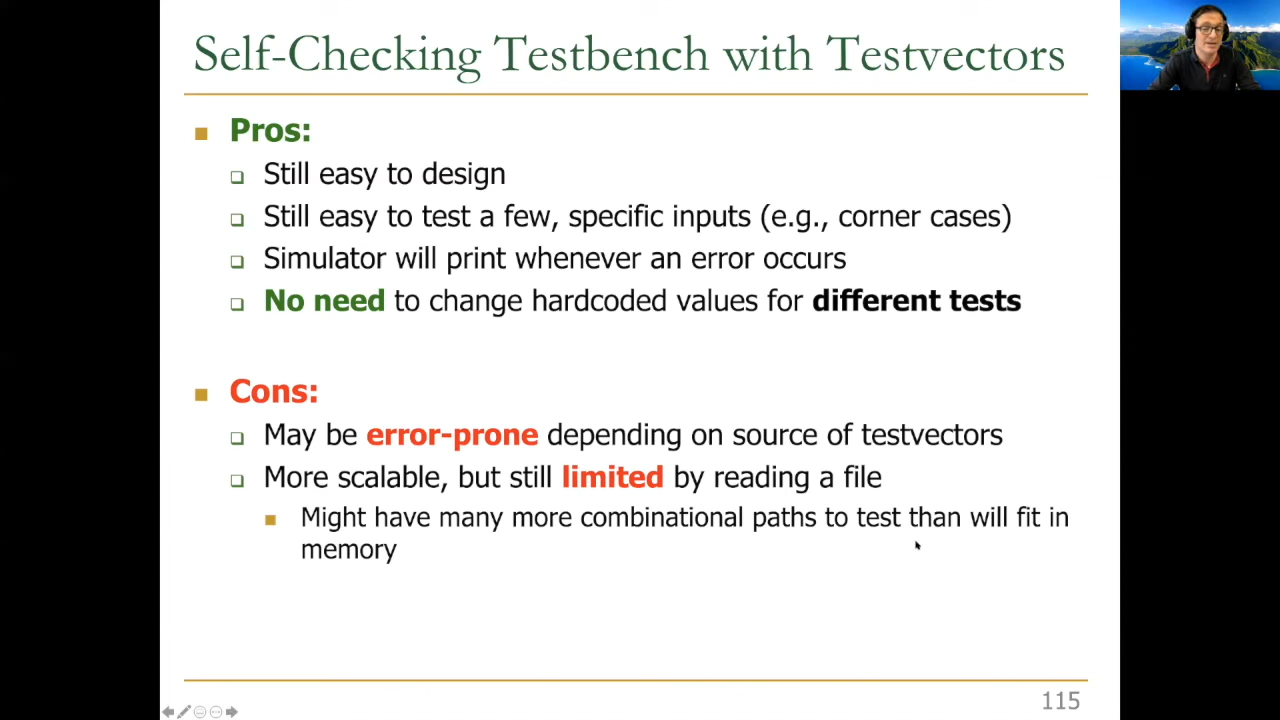 Self-Checking Testbench with Testvectors
Pros:
Still easy to design
Still easy to test a few, specific inputs (e.g., corner cases)
Simulator will print whenever an error occurs
No need to change hardcoded values for different tests
Cons:
May be error-prone depending on source of testvectors
More scalable, but still limited by reading a file
Might have many more combinational paths to test than will fit in
memory
115